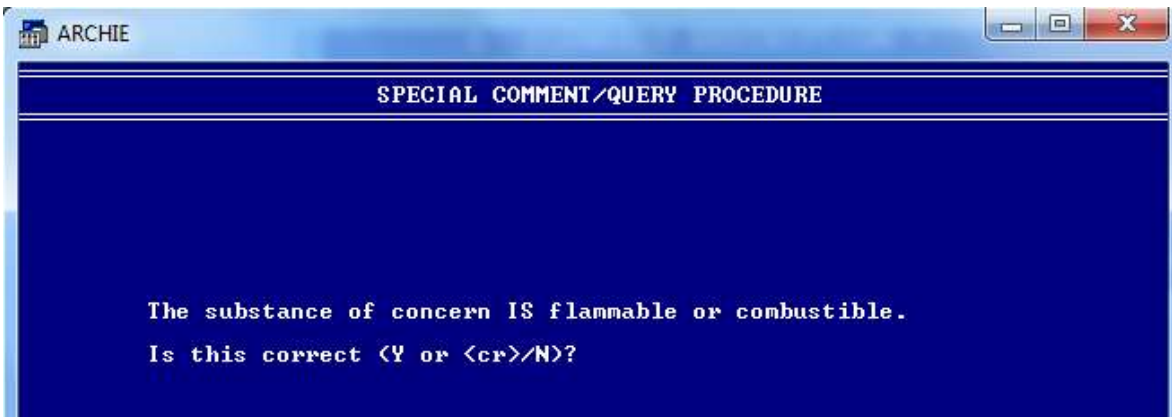 ARCHIE
SPECIAL COMMENT/QUERY PROCEDURE
The substance of concern IS flammable or combustible.
Is this correct (Y or <cr>/N)?